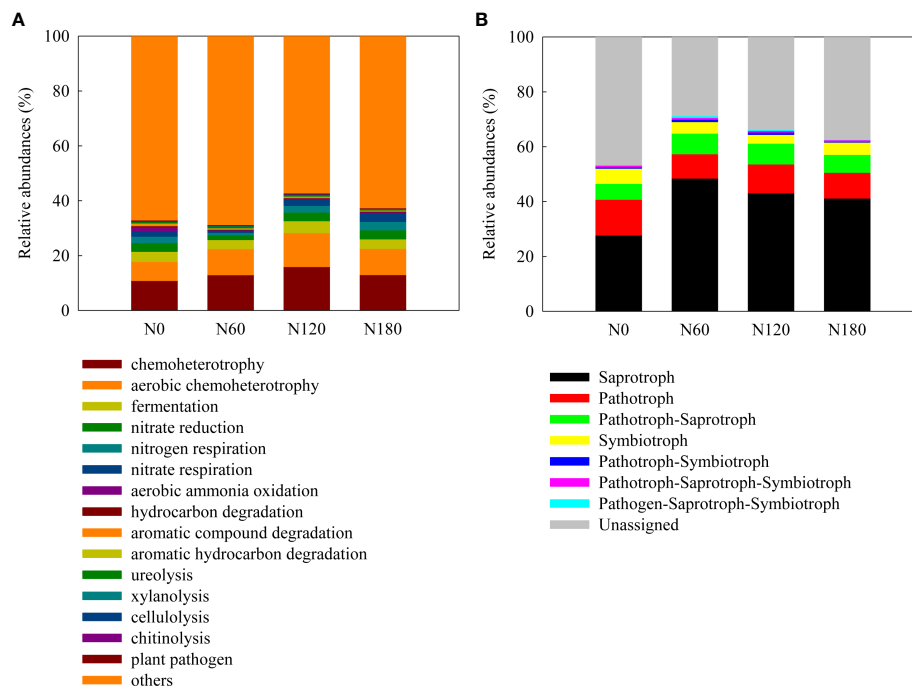 A
Relative abundances (%)
100
80
60
40
20
0
N0 N60 N120 N180
chemoheterotrophy
aerobic chemoheterotrophy
fermentation
nitrate reduction
nitrogen respiration
nitrate respiration
aerobic ammonia oxidation
hydrocarbon degradation
aromatic compound degradation
aromatic hydrocarbon degradation
ureolysis
xylanolysis
cellulolysis
chitinolysis
plant pathogen
others
B
Relative abundances (%)
100
80
60
40
20
0
N0 N60 N120 N180
Saprotroph
Pathotroph
Pathotroph-Saprotroph
Symbiotroph
Pathotroph-Symbiotroph
Pathotroph-Saprotroph-Symbiotroph
Pathogen-Saprotroph-Symbiotroph
Unassigned